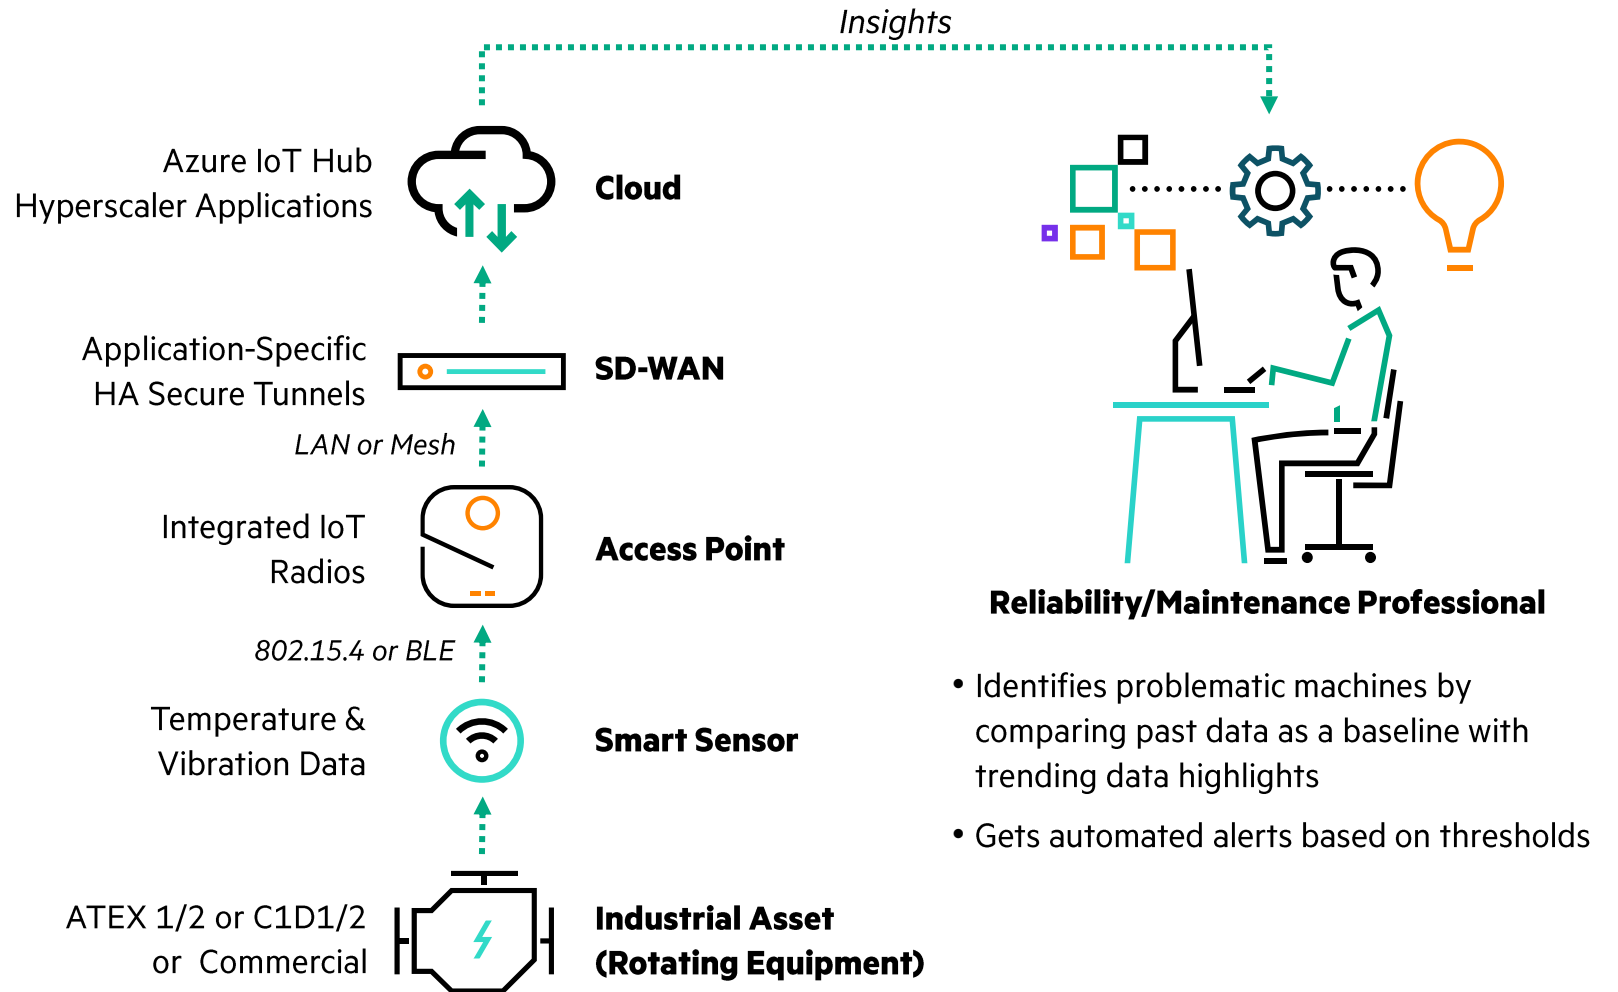 Insights
Azure IoT Hub
Hyperscaler Applications
Cloud
Application-Specific
HA Secure Tunnels
SD-WAN
LAN or Mesh
Integrated IoT
Radios
Access Point
802.15.4 or BLE
Temperature &
Vibration Data
Smart Sensor
ATEX 1/2 or C1D1/2
or Commercial
Industrial Asset
(Rotating Equipment)
Reliability/Maintenance Professional
• Identifies problematic machines by
comparing past data as a baseline with
trending data highlights
• Gets automated alerts based on thresholds